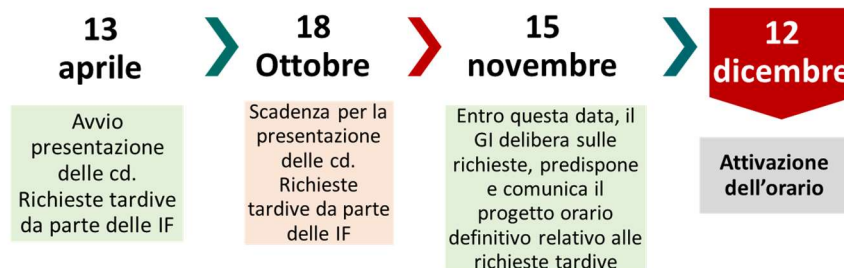 13
aprile
Avvio
presentazione
delle cd.
Richieste tardive
da parte delle IF
18
Ottobre
Scadenza per la
presentazione
delle cd.
Richieste
tardive da parte
delle IF
15
novembre
Entro questa data, il
GI delibera sulle
richieste, predispone
e comunica il
progetto orario
definitivo relativo alle
richieste tardive
12
dicembre
Attivazione
dell'orario